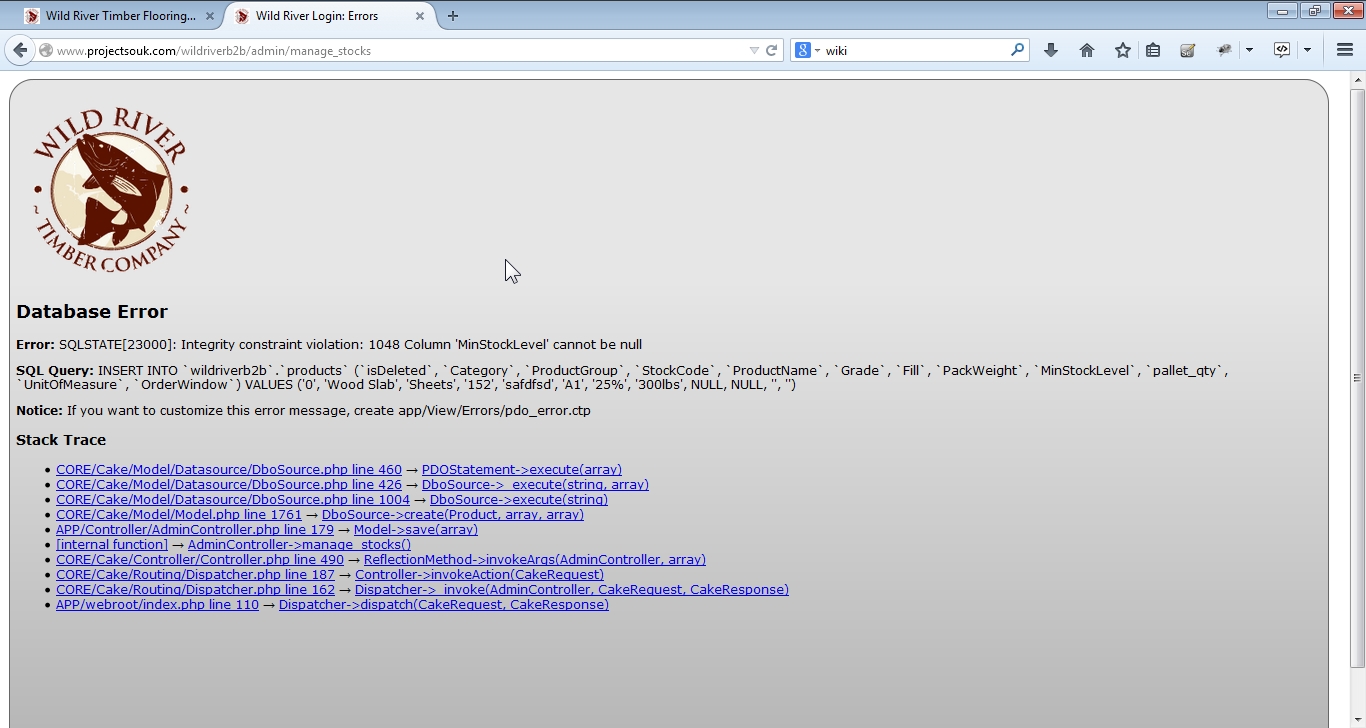 Wild River Timber Flooring...
Wild River Login: Errors
www.projectsouk.com/wildriverb2b/admin/manage_stocks
wiki
WILD RIVER
TIMBER COMPANY
Database Error
Error: SQLSTATE[23000]: Integrity constraint violation: 1048 Column 'MinStockLevel' cannot be null
SQL Query: INSERT INTO `wildriverb2b`.`products` (`isDeleted`, `Category`, `ProductGroup`, `StockCode`, `ProductName`, `Grade`, `Fill`, `PackWeight`, `MinStockLevel`, `pallet_qty`,
`UnitOfMeasure`, `OrderWindow`) VALUES ('0', 'Wood Slab', 'Sheets', '152', 'safdfsd', 'A1', '25%', '300lbs', NULL, NULL, '', '')
Notice: If you want to customize this error message, create app/View/Errors/pdo_error.ctp
Stack Trace
• CORE/Cake/Model/Datasource/DboSource.php line 460 → PDOStatement->execute(array)
• CORE/Cake/Model/Datasource/DboSource.php line 426 → DboSource->_execute(string, array)
• CORE/Cake/Model/Datasource/DboSource.php line 1004 → DboSource->execute(string)
• CORE/Cake/Model/Model.php line 1761 → DboSource->create(Product, array, array)
• APP/Controller/AdminController.php line 179 → Model->save(array)
• [internal function] → AdminController->manage_stocks()
• CORE/Cake/Controller/Controller.php line 490 → ReflectionMethod->invokeArgs(AdminController, array)
• CORE/Cake/Routing/Dispatcher.php line 187 → Controller->invokeAction(CakeRequest)
• CORE/Cake/Routing/Dispatcher.php line 162 → Dispatcher->_invoke(AdminController, CakeRequest, CakeResponse)
• APP/webroot/index.php line 110 → Dispatcher->dispatch(CakeRequest, CakeResponse)